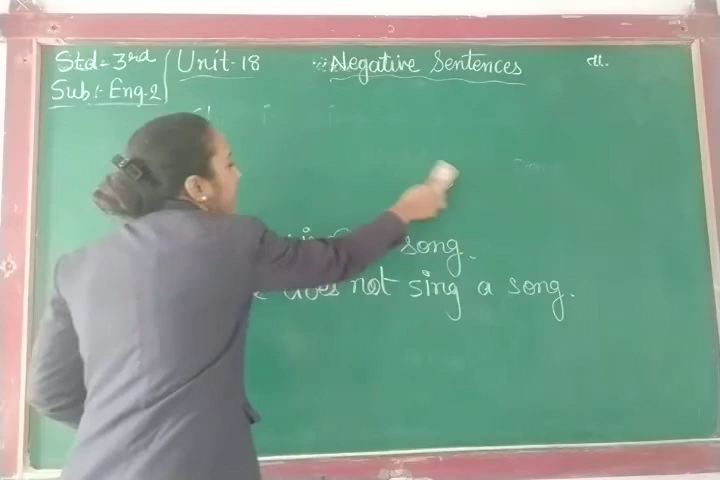 Std-3rd Unit-18 Negative Sentences
Sub:- Eng-2
song.
does not sing a song.